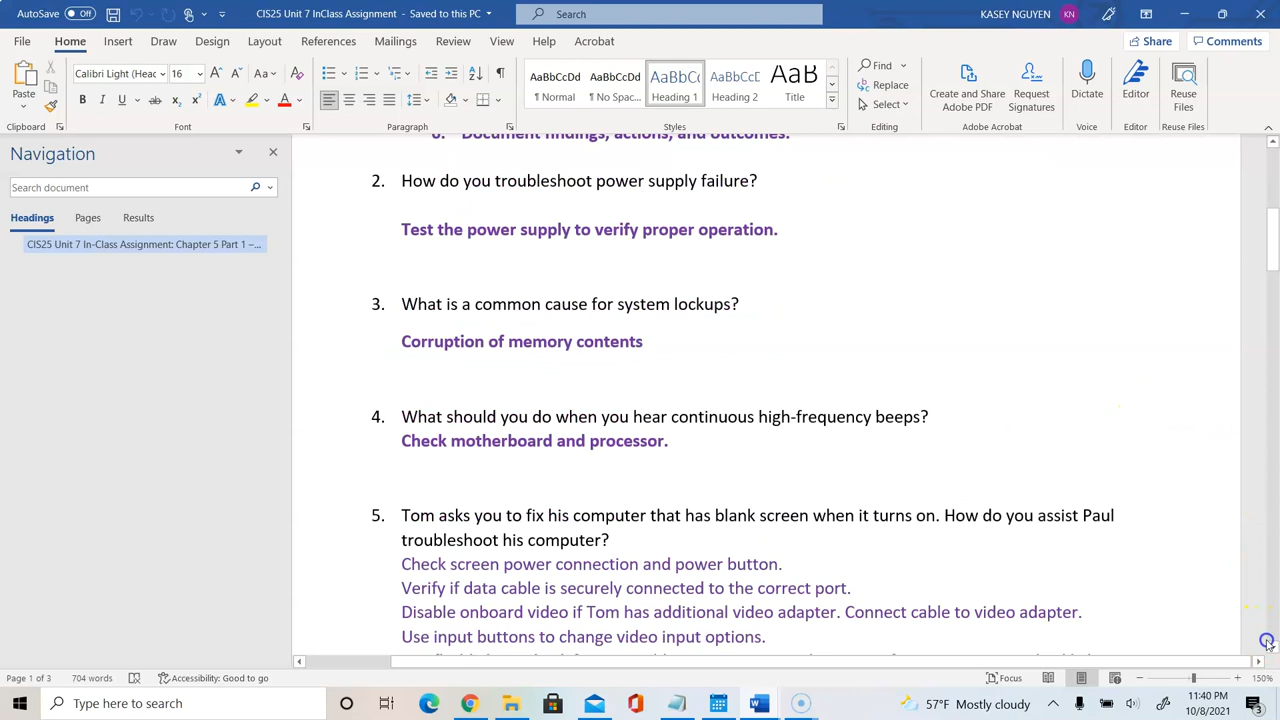 AutoSave Off CIS25 Unit 7 InClass Assignment - Saved to this PC Search KASEY NGUYEN KN
File Home Insert Draw Design Layout References Mailings Review View Help Acrobat Share Comments
Paste Calibri Light (Headi 16 A A Aa A
B I U ab x₂ x² A A
AaBbCcDd AaBbCcDd AaBbCc AaBbCcD AaB
¶ Normal ¶ No Spac... Heading 1 Heading 2 Title
Find
Replace
Select
Create and Share Adobe PDF
Request Signatures
Dictate
Editor
Reuse Files
Clipboard Font Paragraph Styles Editing Adobe Acrobat Voice Editor Reuse Files
Navigation
Search document
Headings Pages Results
CIS25 Unit 7 In-Class Assignment: Chapter 5 Part 1 –...
Document findings, actions, and outcomes.
2. How do you troubleshoot power supply failure?
Test the power supply to verify proper operation.
3. What is a common cause for system lockups?
Corruption of memory contents
4. What should you do when you hear continuous high-frequency beeps?
Check motherboard and processor.
5. Tom asks you to fix his computer that has blank screen when it turns on. How do you assist Paul
troubleshoot his computer?
Check screen power connection and power button.
Verify if data cable is securely connected to the correct port.
Disable onboard video if Tom has additional video adapter. Connect cable to video adapter.
Use input buttons to change video input options.
Page 1 of 3 704 words Accessibility: Good to go Focus 150%
Type here to search 57°F Mostly cloudy 11:40 PM
10/8/2021 3